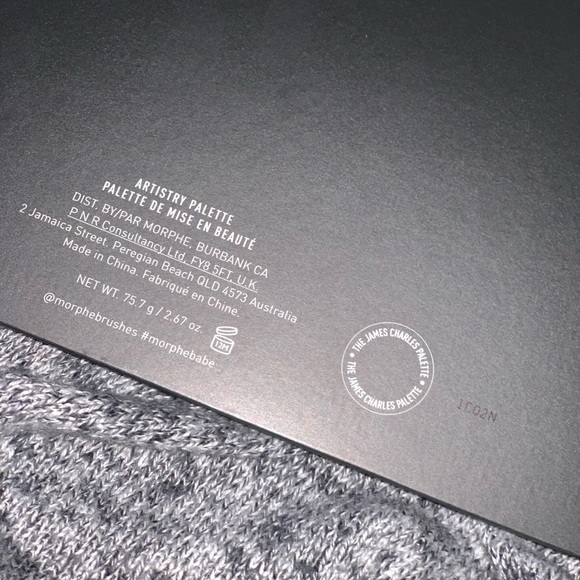 ARTISTRY PALETTE
PALETTE DE MISE EN BEAUTÉ
DIST. BY/PAR MORPHE, BURBANK CA
P N R Consultancy Ltd, FY8 5FT, U.K.
2 Jamaica Street. Peregian Beach QLD 4573 Australia
Made in China. Fabriqué en Chine.
NET WT. 75.7 g / 2.67 oz.
12M
@morphebrushes #morphebabe
• THE JAMES CHARLES PALETTE • THE JAMES CHARLES PALETTE